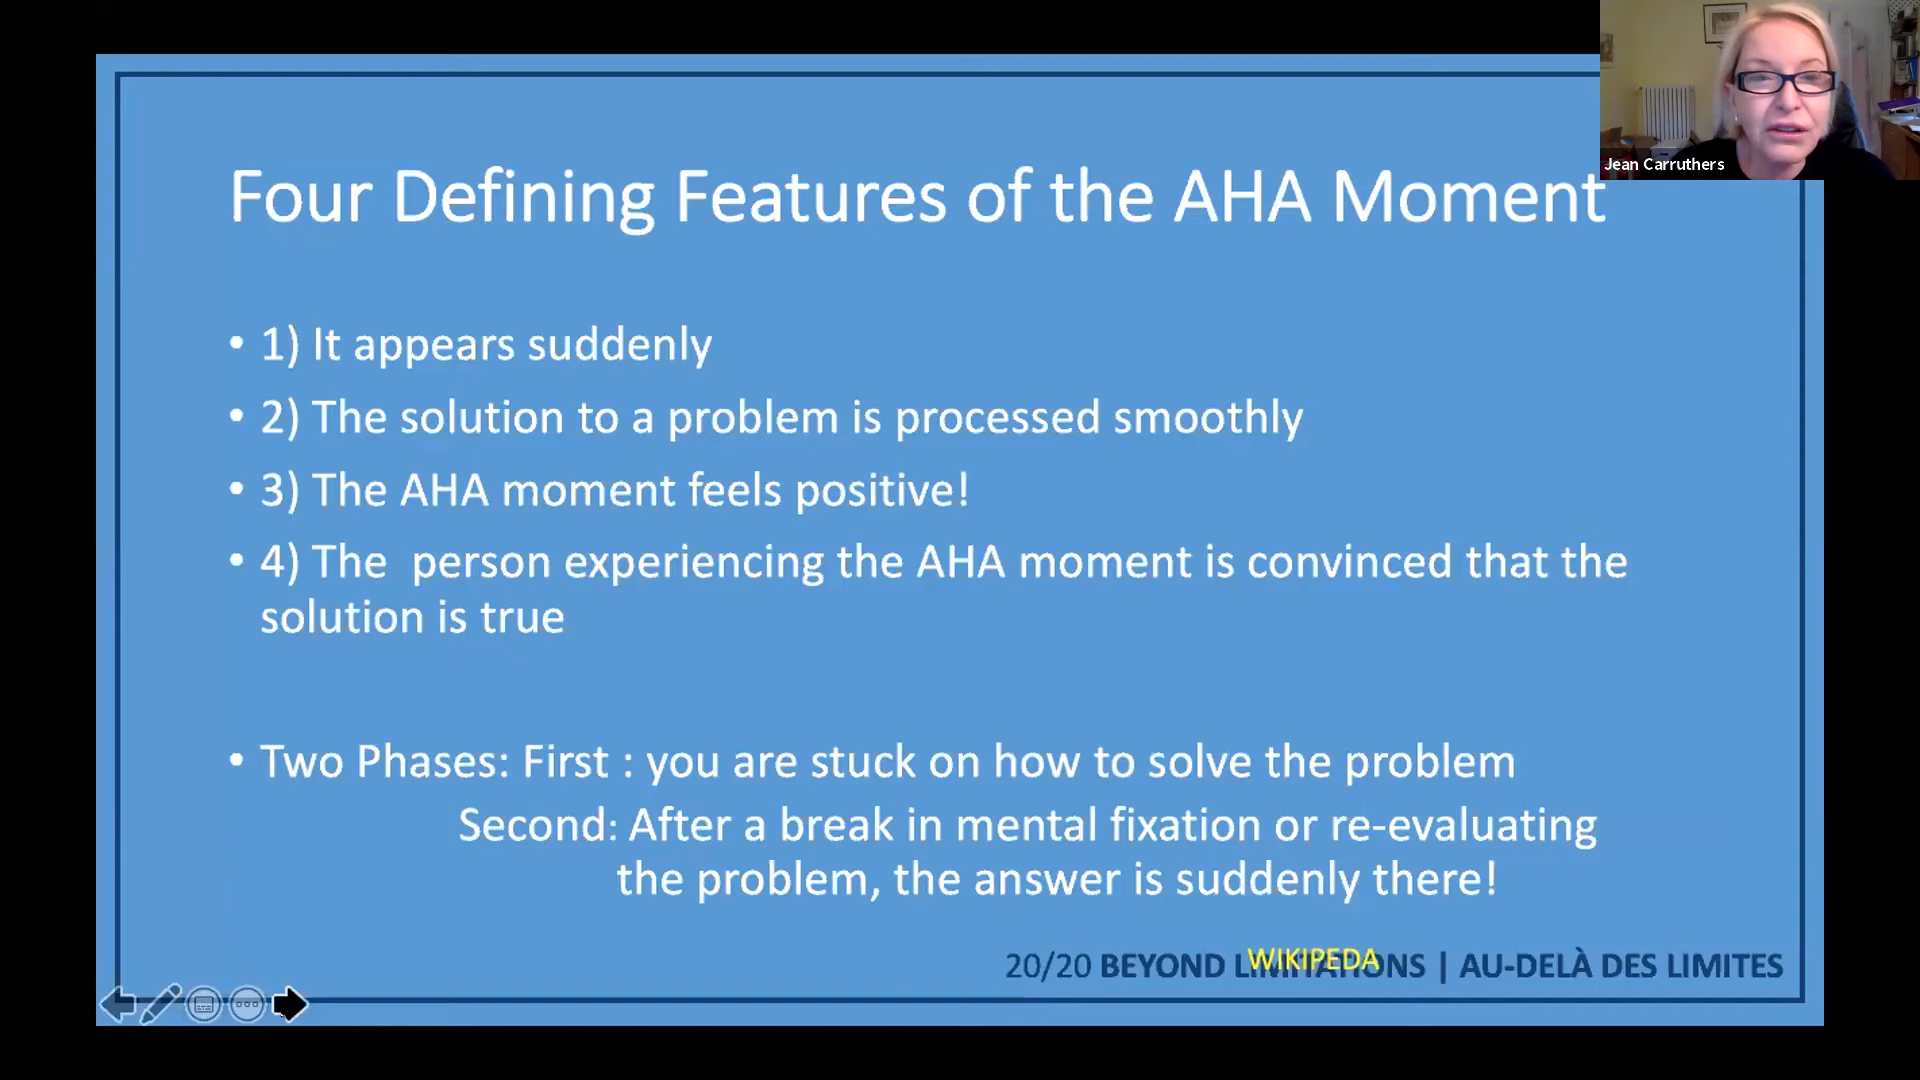 Four Defining Features of the AHA Moment
Jean Carruthers
• 1) It appears suddenly
• 2) The solution to a problem is processed smoothly
• 3) The AHA moment feels positive!
• 4) The  person experiencing the AHA moment is convinced that the
solution is true
• Two Phases: First : you are stuck on how to solve the problem
Second: After a break in mental fixation or re-evaluating
the problem, the answer is suddenly there!
WIKIPEDA
20/20 BEYOND LIMITATIONS | AU-DELÀ DES LIMITES